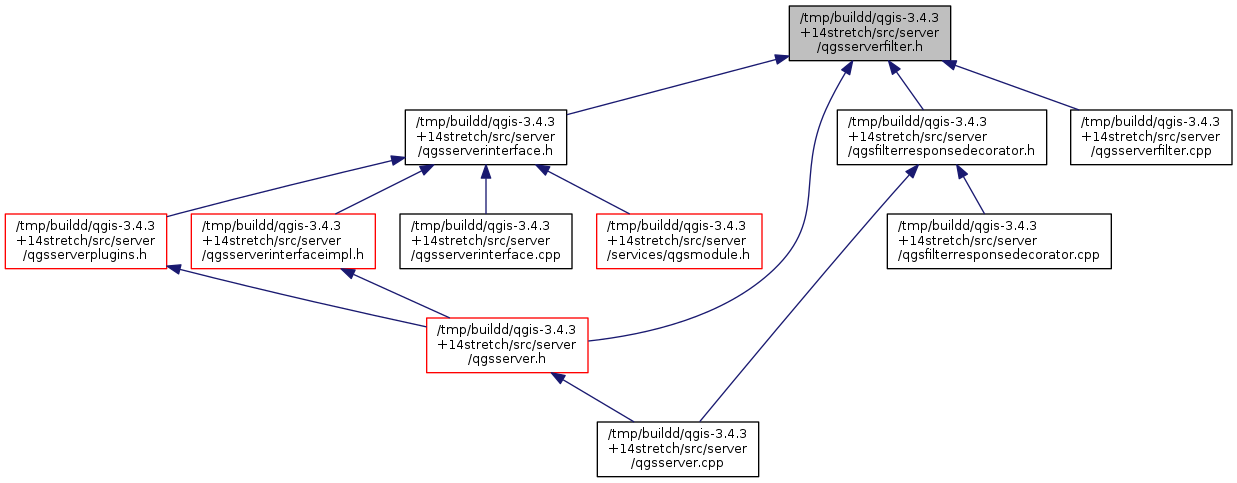 /tmp/buildd/qgis-3.4.3
+14stretch/src/server
/qgsserverfilter.h
/tmp/buildd/qgis-3.4.3
+14stretch/src/server
/qgsserverinterface.h
/tmp/buildd/qgis-3.4.3
+14stretch/src/server
/qgsfilterresponsedecorator.h
/tmp/buildd/qgis-3.4.3
+14stretch/src/server
/qgsserverfilter.cpp
/tmp/buildd/qgis-3.4.3
+14stretch/src/server
/qgsserverplugins.h
/tmp/buildd/qgis-3.4.3
+14stretch/src/server
/qgsserverinterfaceimpl.h
/tmp/buildd/qgis-3.4.3
+14stretch/src/server
/qgsserverinterface.cpp
/tmp/buildd/qgis-3.4.3
+14stretch/src/server
/services/qgsmodule.h
/tmp/buildd/qgis-3.4.3
+14stretch/src/server
/qgsfilterresponsedecorator.cpp
/tmp/buildd/qgis-3.4.3
+14stretch/src/server
/qgsserver.h
/tmp/buildd/qgis-3.4.3
+14stretch/src/server
/qgsserver.cpp